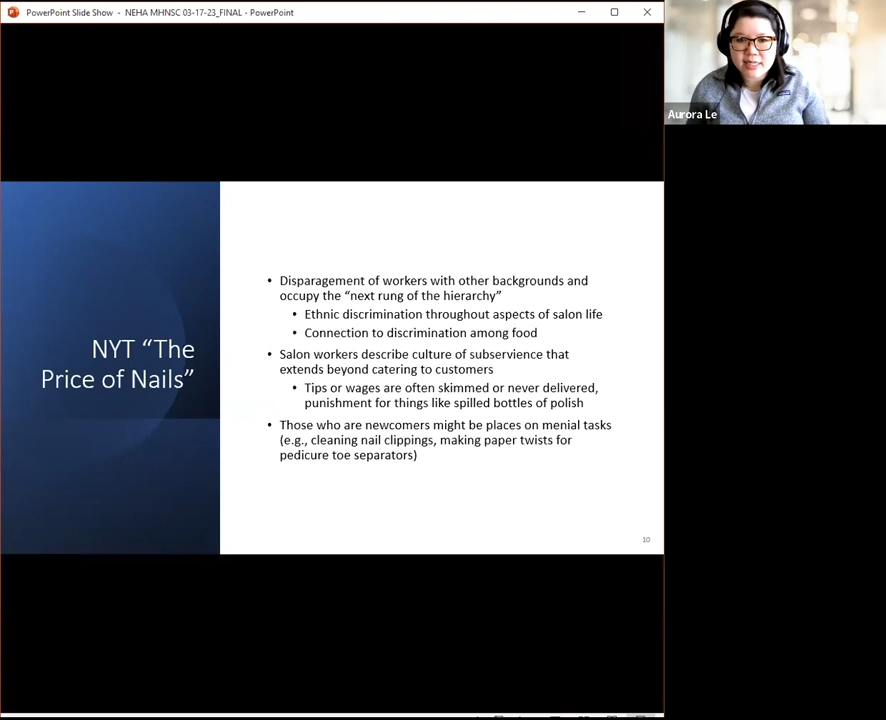 PowerPoint Slide Show - NEHA MHNSC 03-17-23_FINAL - PowerPoint
Aurora Le
NYT “The
Price of Nails”
• Disparagement of workers with other backgrounds and
occupy the “next rung of the hierarchy”
• Ethnic discrimination throughout aspects of salon life
• Connection to discrimination among food
• Salon workers describe culture of subservience that
extends beyond catering to customers
• Tips or wages are often skimmed or never delivered,
punishment for things like spilled bottles of polish
• Those who are newcomers might be places on menial tasks
(e.g., cleaning nail clippings, making paper twists for
pedicure toe separators)
10